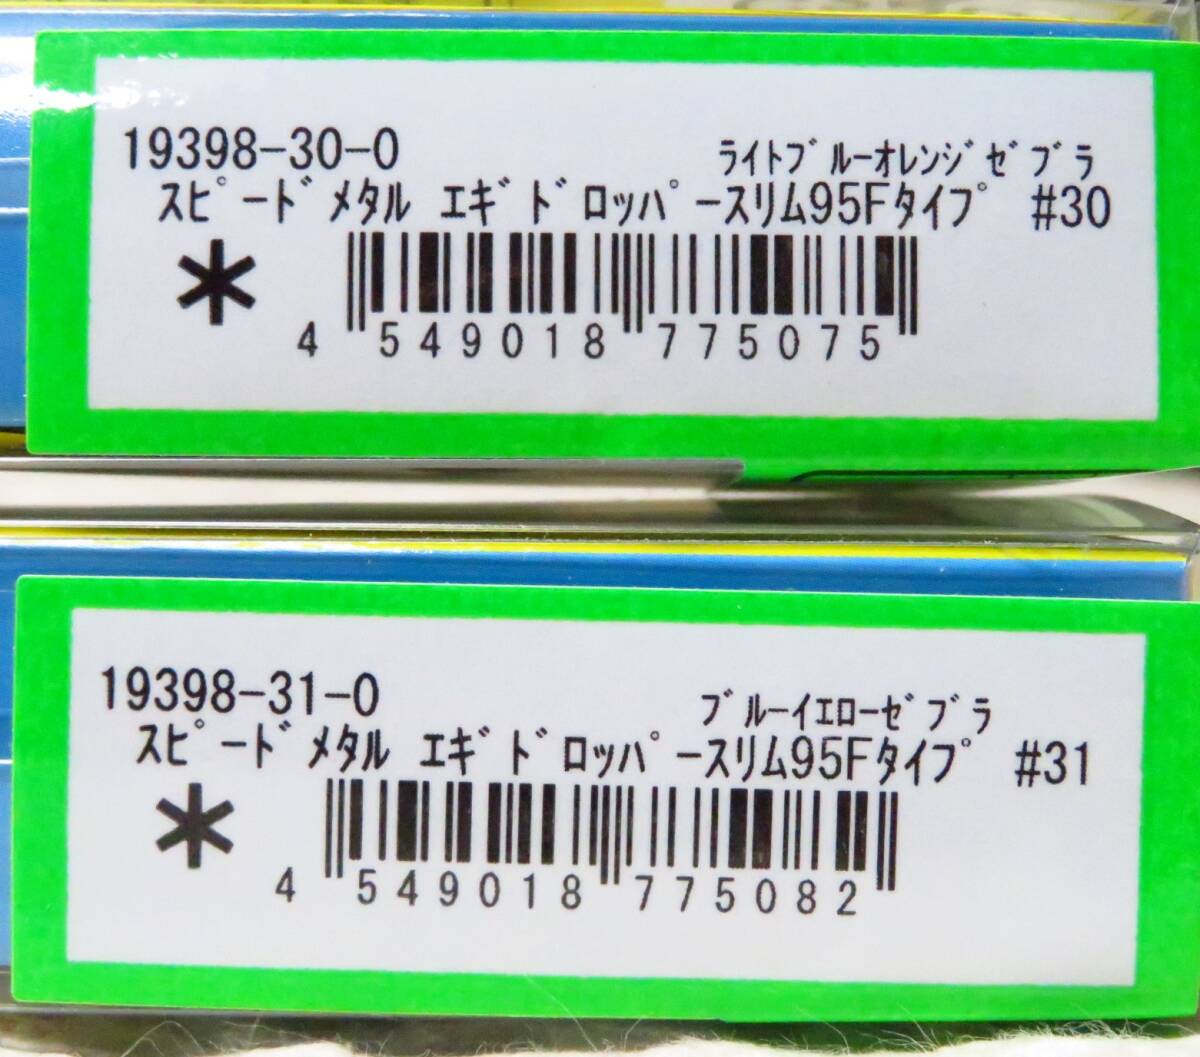 19398-30-0
ﾗｲﾄﾌﾞﾙｰｵﾚﾝｼﾞｾﾞﾌﾞﾗ
ｽﾋﾟｰﾄﾞﾒﾀﾙ ｴｷﾞﾄﾞﾛｯﾊﾟｰｽﾘﾑ95Fﾀｲﾌﾟ #30
*
4 549018 775075
19398-31-0
ﾌﾞﾙｰｲｴﾛｰｾﾞﾌﾞﾗ
ｽﾋﾟｰﾄﾞﾒﾀﾙ ｴｷﾞﾄﾞﾛｯﾊﾟｰｽﾘﾑ95Fﾀｲﾌﾟ #31
*
4 549018 775082